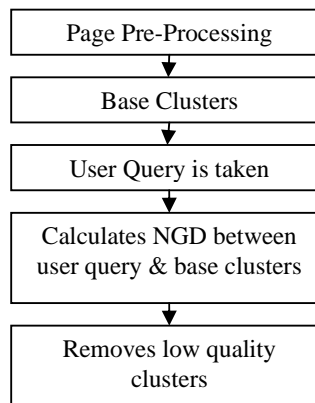 Page Pre-Processing
Base Clusters
User Query is taken
Calculates NGD between
user query & base clusters
Removes low quality
clusters